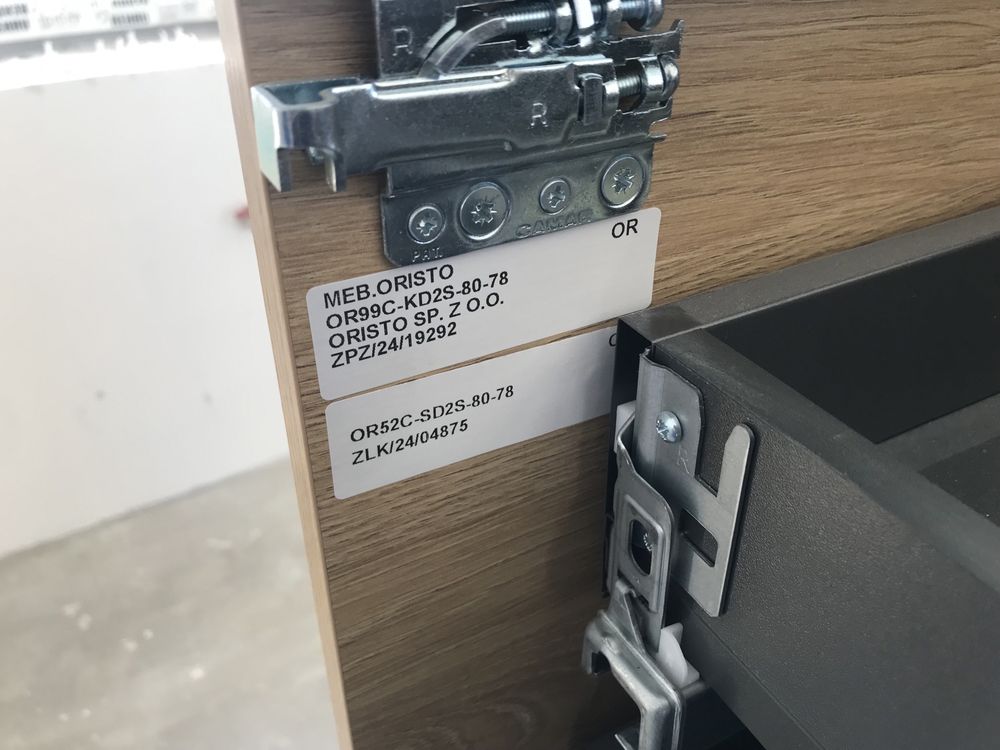 R
R
CAMAR
PAT.
OR
MEB.ORISTO
OR99C-KD2S-80-78
ORISTO SP. Z O.O.
ZPZ/24/19292
OR52C-SD2S-80-78
ZLK/24/04875